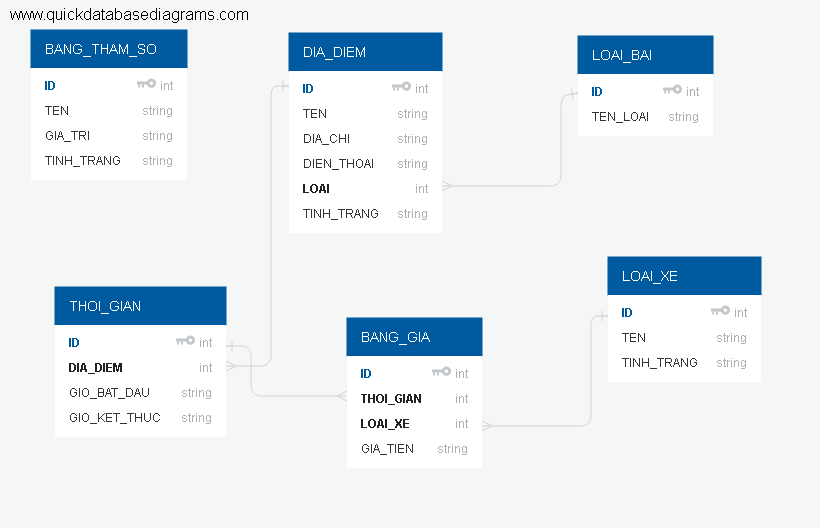 www.quickdatabasediagrams.com
BANG_THAM_SO
ID int
TEN string
GIA_TRI string
TINH_TRANG string
DIA_DIEM
ID int
TEN string
DIA_CHI string
DIEN_THOAI string
LOAI int
TINH_TRANG string
LOAI_BAI
ID int
TEN_LOAI string
THOI_GIAN
ID int
DIA_DIEM int
GIO_BAT_DAU string
GIO_KET_THUC string
BANG_GIA
ID int
THOI_GIAN int
LOAI_XE int
GIA_TIEN string
LOAI_XE
ID int
TEN string
TINH_TRANG string